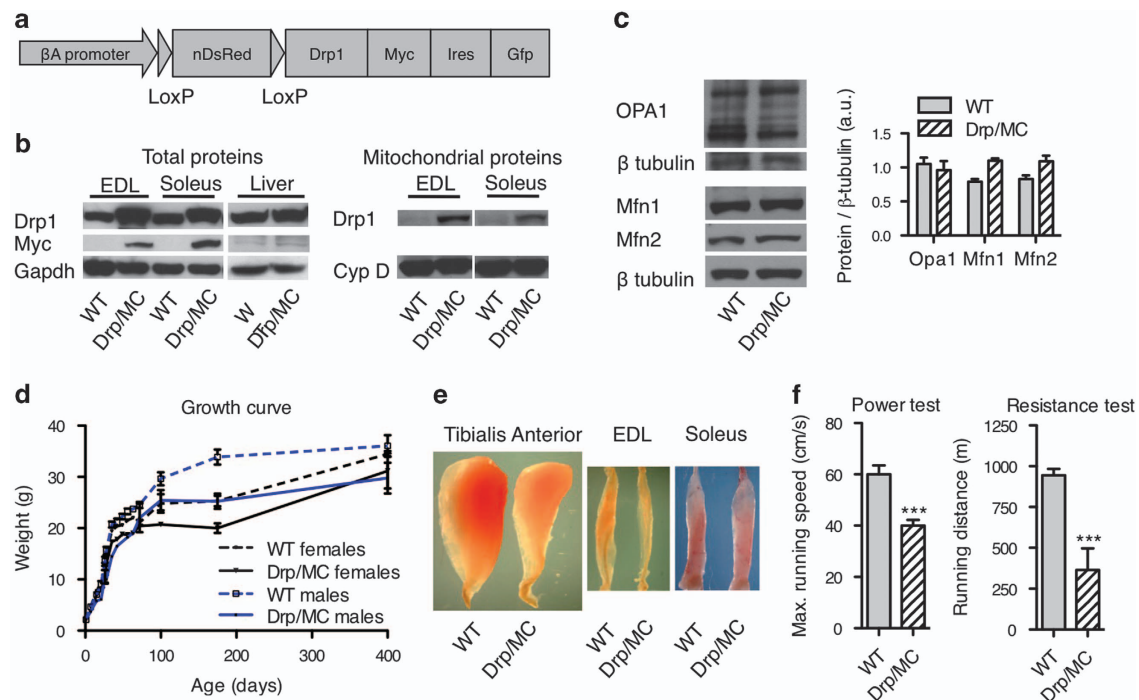 a
βA promoter
nDsRed
Drp1
Myc
Ires
Gfp
LoxP
LoxP
b
Total proteins
EDL
Soleus
Liver
Drp1
Myc
Gapdh
WT
Drp/MC
WT
Drp/MC
W
T
Drp/MC
Mitochondrial proteins
EDL
Soleus
Drp1
Cyp D
WT
Drp/MC
WT
Drp/MC
c
OPA1
β tubulin
Mfn1
Mfn2
β tubulin
WT
Drp/MC
WT
Drp/MC
Protein / β-tubulin (a.u.)
1.5
1.0
0.5
0.0
Opa1 Mfn1 Mfn2
d
Growth curve
Weight (g)
40
30
20
10
0
WT females
Drp/MC females
WT males
Drp/MC males
0 100 200 300 400
Age (days)
e
Tibialis Anterior
EDL
Soleus
WT
Drp/MC
WT
Drp/MC
WT
Drp/MC
f
Power test
Max. running speed (cm/s)
80
60
40
20
0
***
WT
Drp/MC
Resistance test
Running distance (m)
1250
1000
750
500
250
0
***
WT
Drp/MC